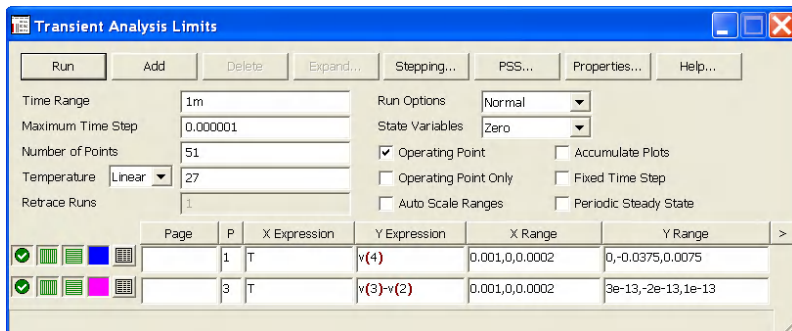 Transient Analysis Limits
Run Add Delete Expand... Stepping... PSS... Properties... Help...
Time Range 1m Run Options Normal
Maximum Time Step 0.000001 State Variables Zero
Number of Points 51 Operating Point Accumulate Plots
Temperature Linear 27 Operating Point Only Fixed Time Step
Retrace Runs 1 Auto Scale Ranges Periodic Steady State
Page P X Expression Y Expression X Range Y Range >
1 T v(4) 0.001,0,0.0002 0,-0.0375,0.0075
3 T v(3)-v(2) 0.001,0,0.0002 3e-13,-2e-13,1e-13